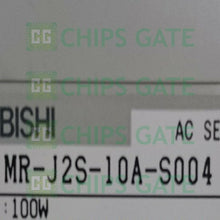 CHIPS GATE
BISHI
AC SE
MR-J2S-10A-S004
:100W